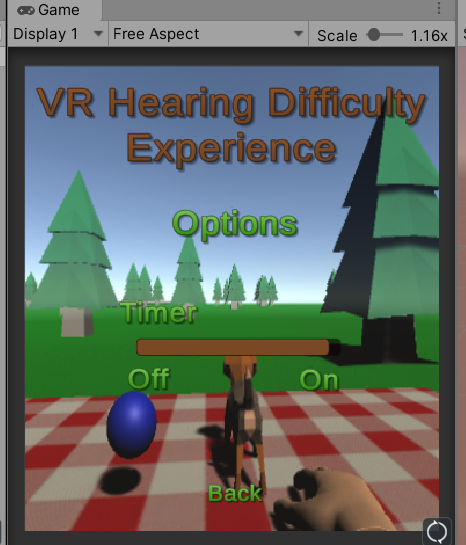 Game
Display 1 Free Aspect Scale 1.16x
VR Hearing Difficulty
Experience
Options
Timer
Off On
Back